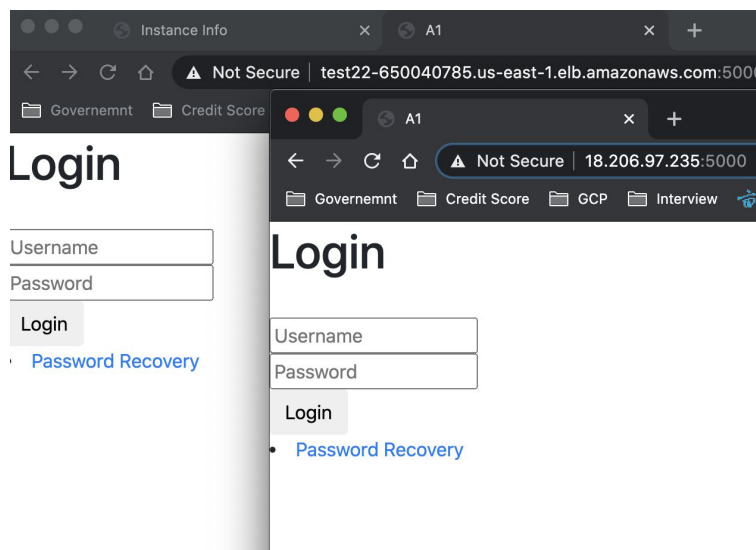 Instance Info
A1
Not Secure
test22-650040785.us-east-1.elb.amazonaws.com:5000
Governemnt
Credit Score
Login
Username
Password
Login
Password Recovery
A1
Not Secure
18.206.97.235:5000
Governemnt
Credit Score
GCP
Interview
Login
Username
Password
Login
Password Recovery